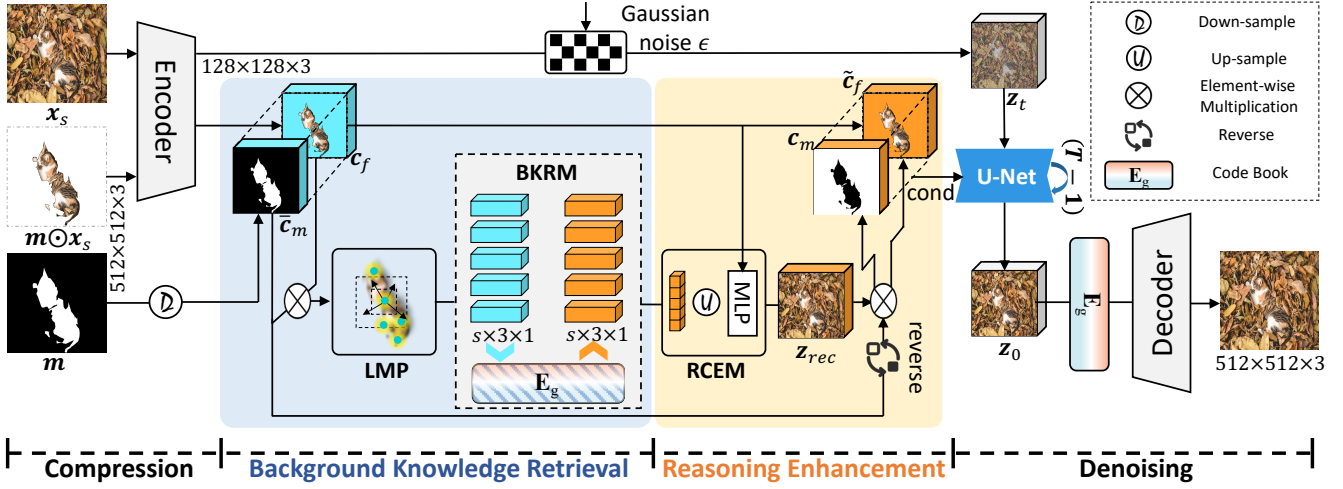 x_s
m⊙x_s
512×512×3
m
Encoder
D
128×128×3
Gaussian
noise ϵ
c_f
c̄_m
LMP
BKRM
s×3×1
s×3×1
E_g
c̃_f
c_m
U
MLP
RCEM
z_rec
reverse
cond
z_t
U-Net
(T − 1)
z_0
E_g
Decoder
512×512×3
D
Down-sample
U
Up-sample
Element-wise
Multiplication
Reverse
E_g
Code Book
Compression
Background Knowledge Retrieval
Reasoning Enhancement
Denoising